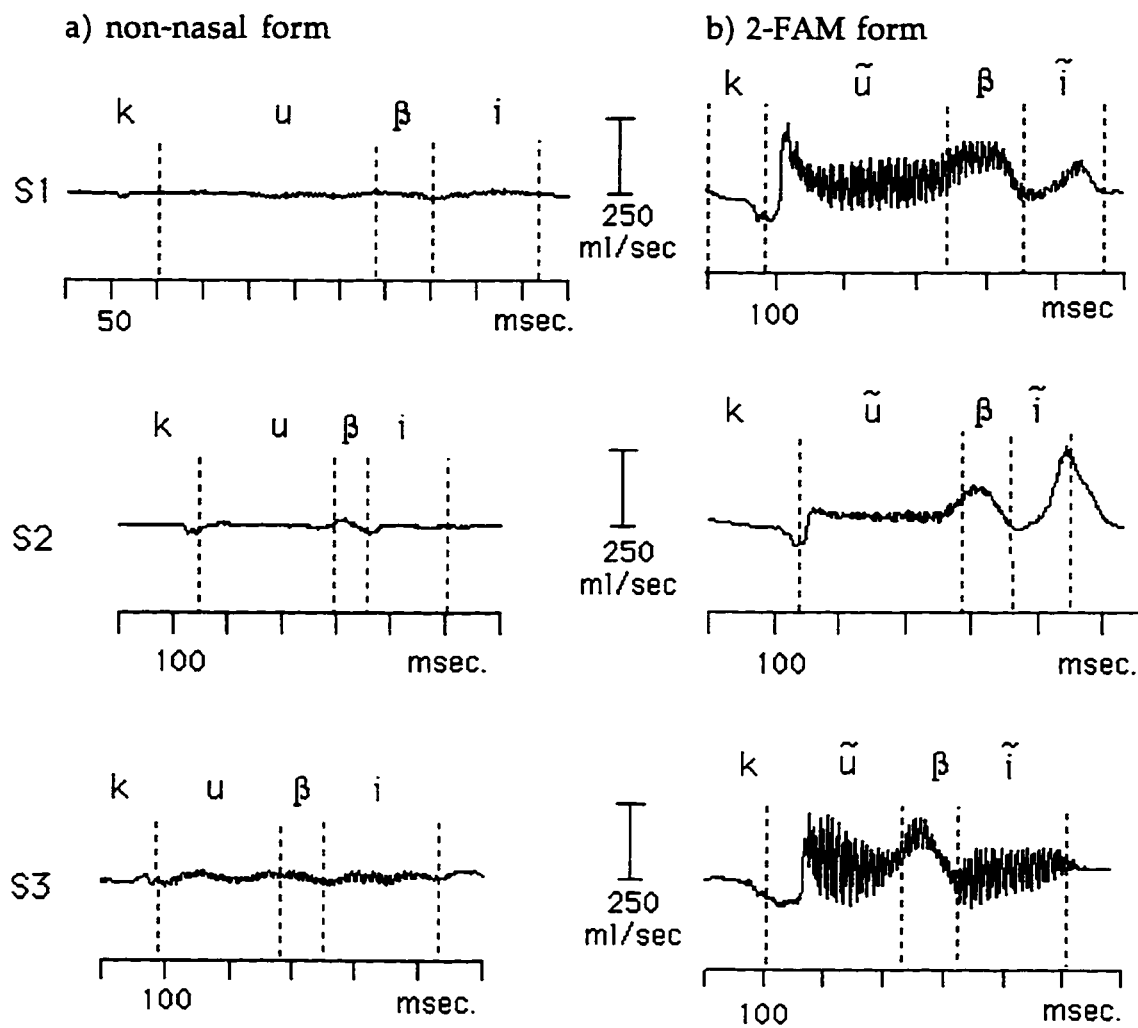 a) non-nasal form
b) 2-FAM form
k u β i
k ũ β ĩ
S1
250
ml/sec
50 msec.
100 msec
k u β i
k ũ β ĩ
S2
250
ml/sec
100 msec.
100 msec.
k u β i
k ũ β ĩ
S3
250
ml/sec
100 msec.
100 msec.